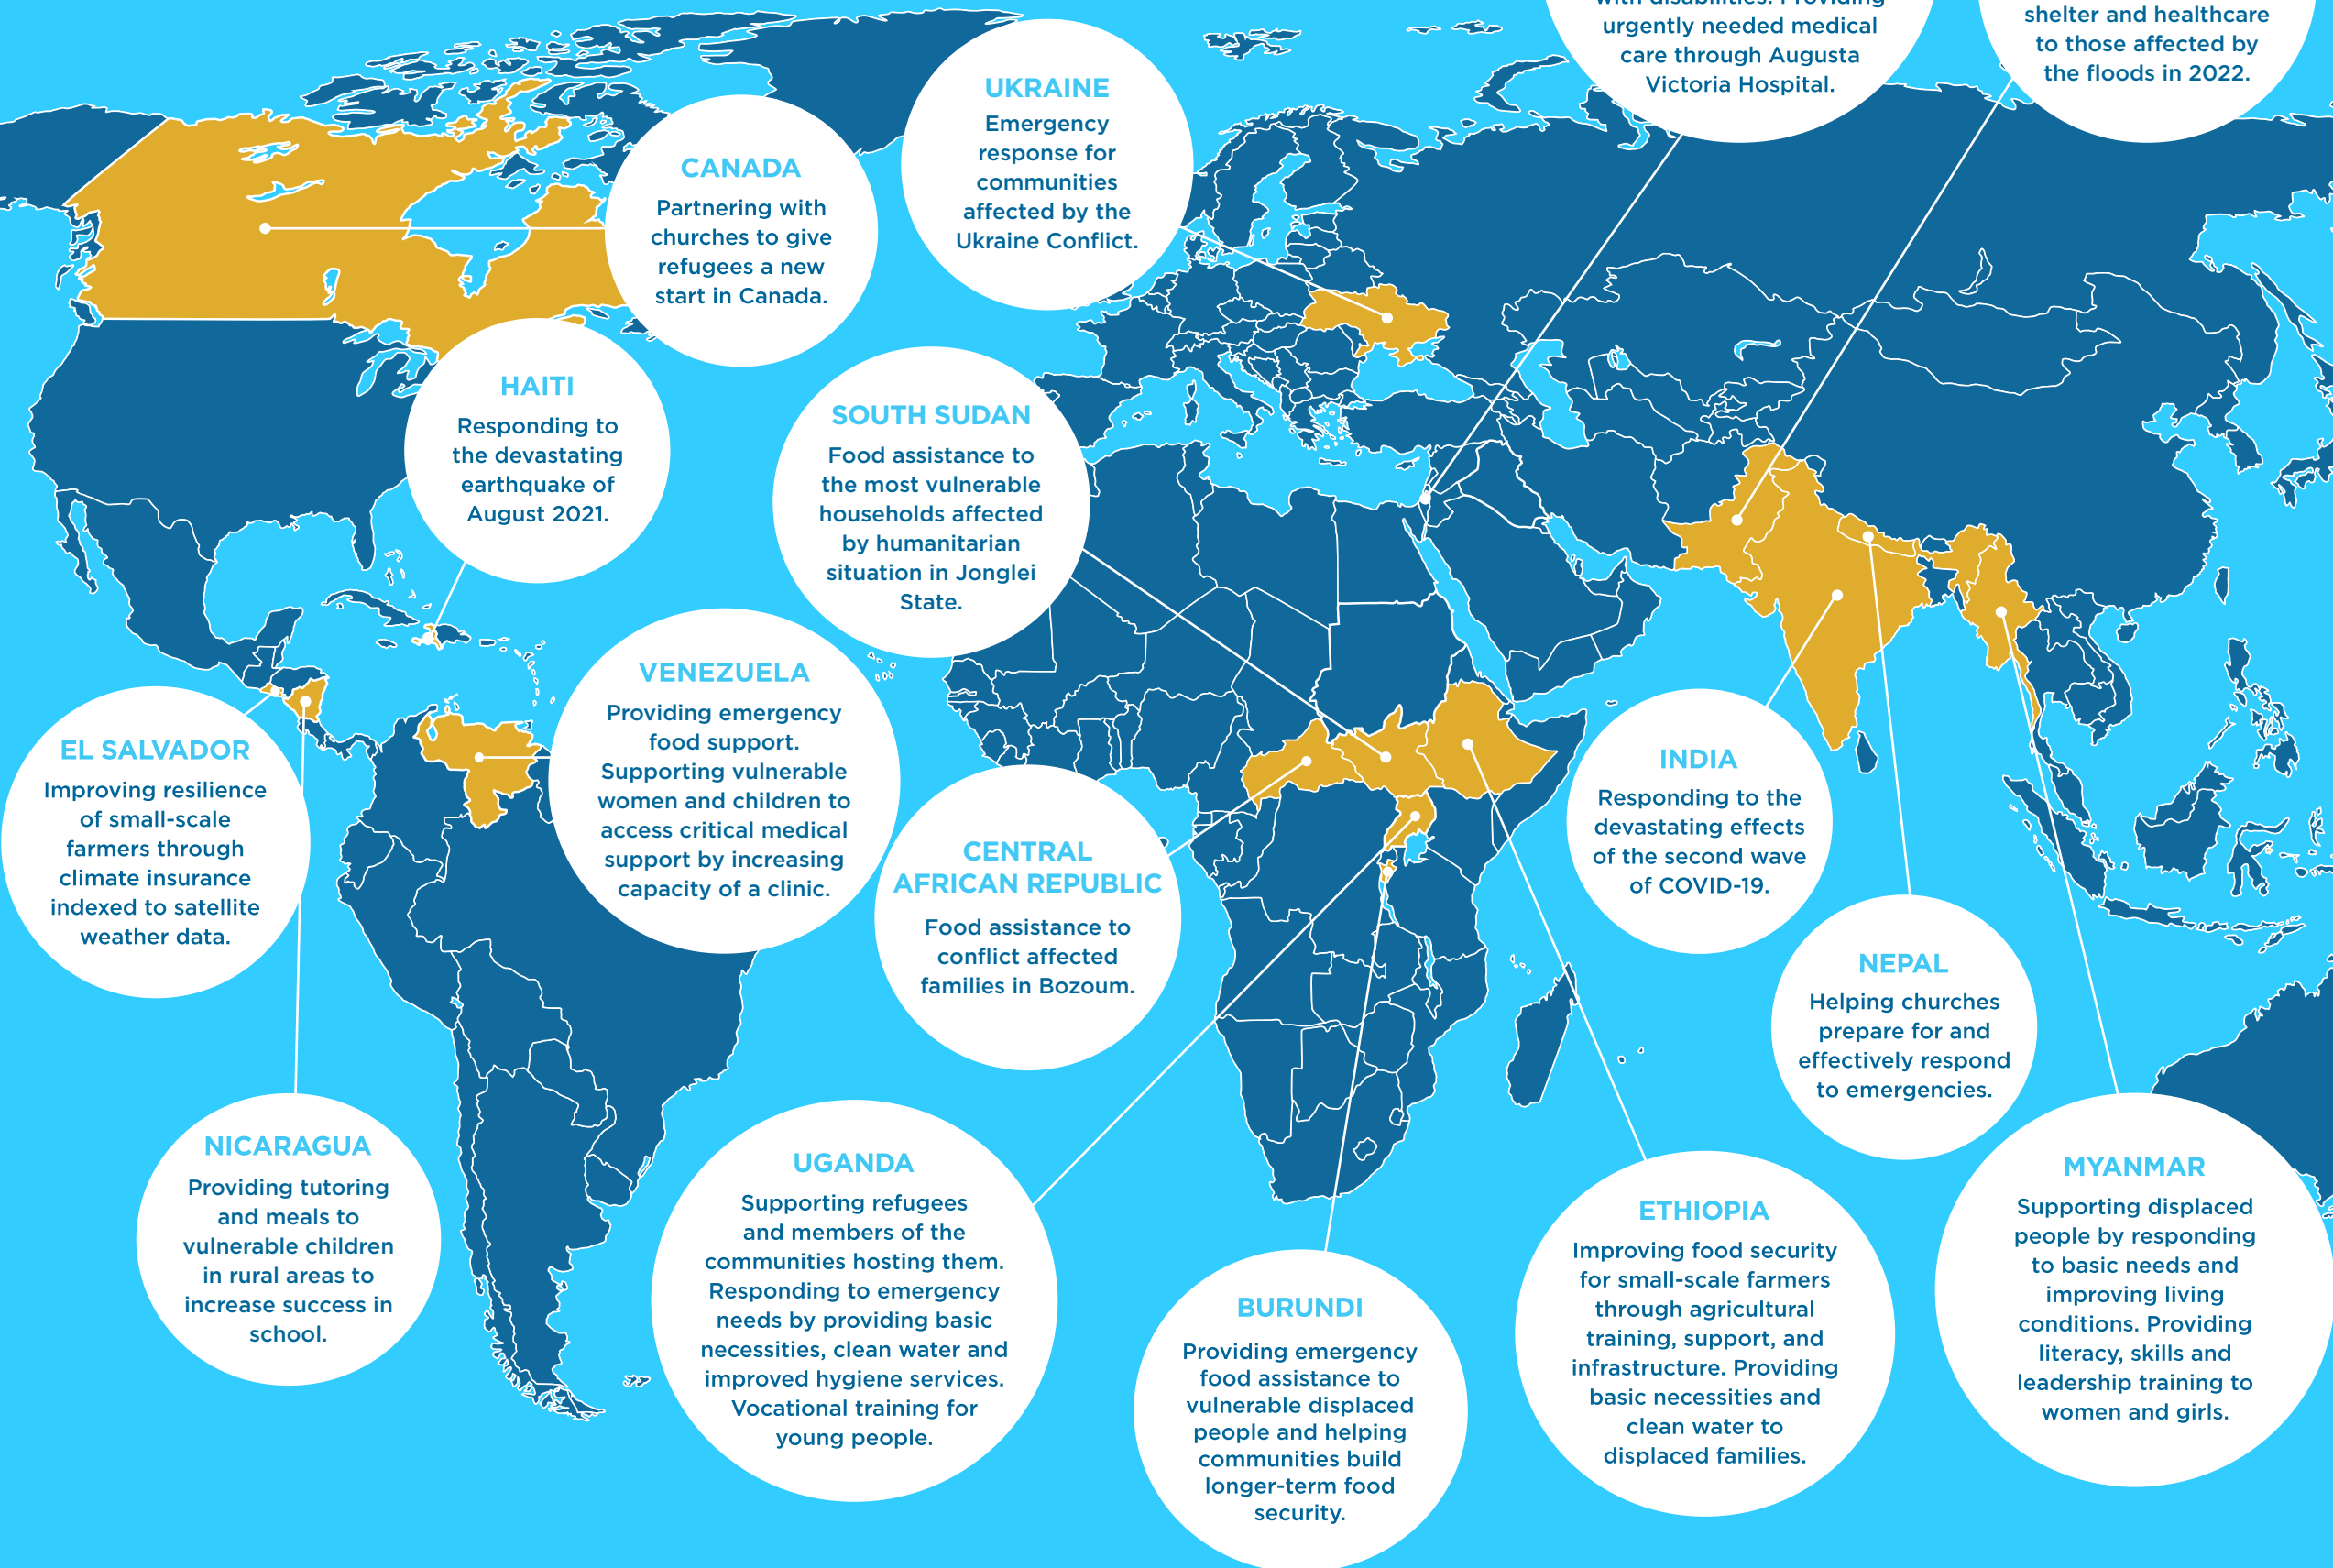 with disabilities. Providing
urgently needed medical
care through Augusta
Victoria Hospital.
shelter and healthcare
to those affected by
the floods in 2022.
UKRAINE
Emergency
response for
communities
affected by the
Ukraine Conflict.
CANADA
Partnering with
churches to give
refugees a new
start in Canada.
HAITI
Responding to
the devastating
earthquake of
August 2021.
SOUTH SUDAN
Food assistance to
the most vulnerable
households affected
by humanitarian
situation in Jonglei
State.
VENEZUELA
Providing emergency
food support.
Supporting vulnerable
women and children to
access critical medical
support by increasing
capacity of a clinic.
EL SALVADOR
Improving resilience
of small-scale
farmers through
climate insurance
indexed to satellite
weather data.
CENTRAL
AFRICAN REPUBLIC
Food assistance to
conflict affected
families in Bozoum.
INDIA
Responding to the
devastating effects
of the second wave
of COVID-19.
NEPAL
Helping churches
prepare for and
effectively respond
to emergencies.
NICARAGUA
Providing tutoring
and meals to
vulnerable children
in rural areas to
increase success in
school.
UGANDA
Supporting refugees
and members of the
communities hosting them.
Responding to emergency
needs by providing basic
necessities, clean water and
improved hygiene services.
Vocational training for
young people.
BURUNDI
Providing emergency
food assistance to
vulnerable displaced
people and helping
communities build
longer-term food
security.
ETHIOPIA
Improving food security
for small-scale farmers
through agricultural
training, support, and
infrastructure. Providing
basic necessities and
clean water to
displaced families.
MYANMAR
Supporting displaced
people by responding
to basic needs and
improving living
conditions. Providing
literacy, skills and
leadership training to
women and girls.